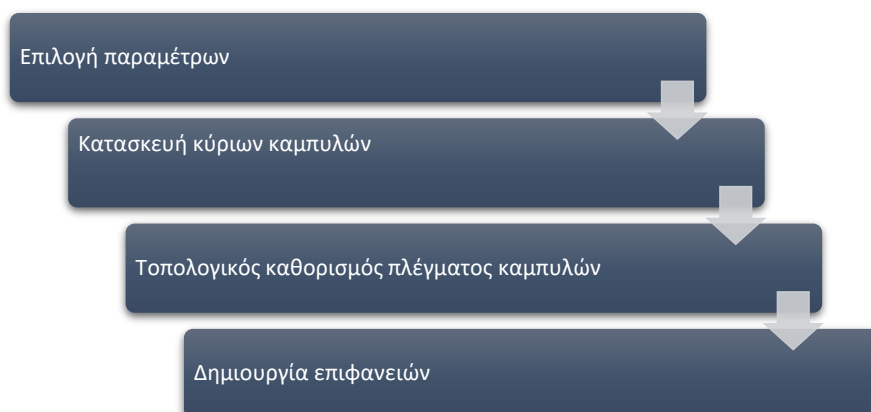 Επιλογή παραμέτρων
Κατασκευή κύριων καμπυλών
Τοπολογικός καθορισμός πλέγματος καμπυλών
Δημιουργία επιφανειών